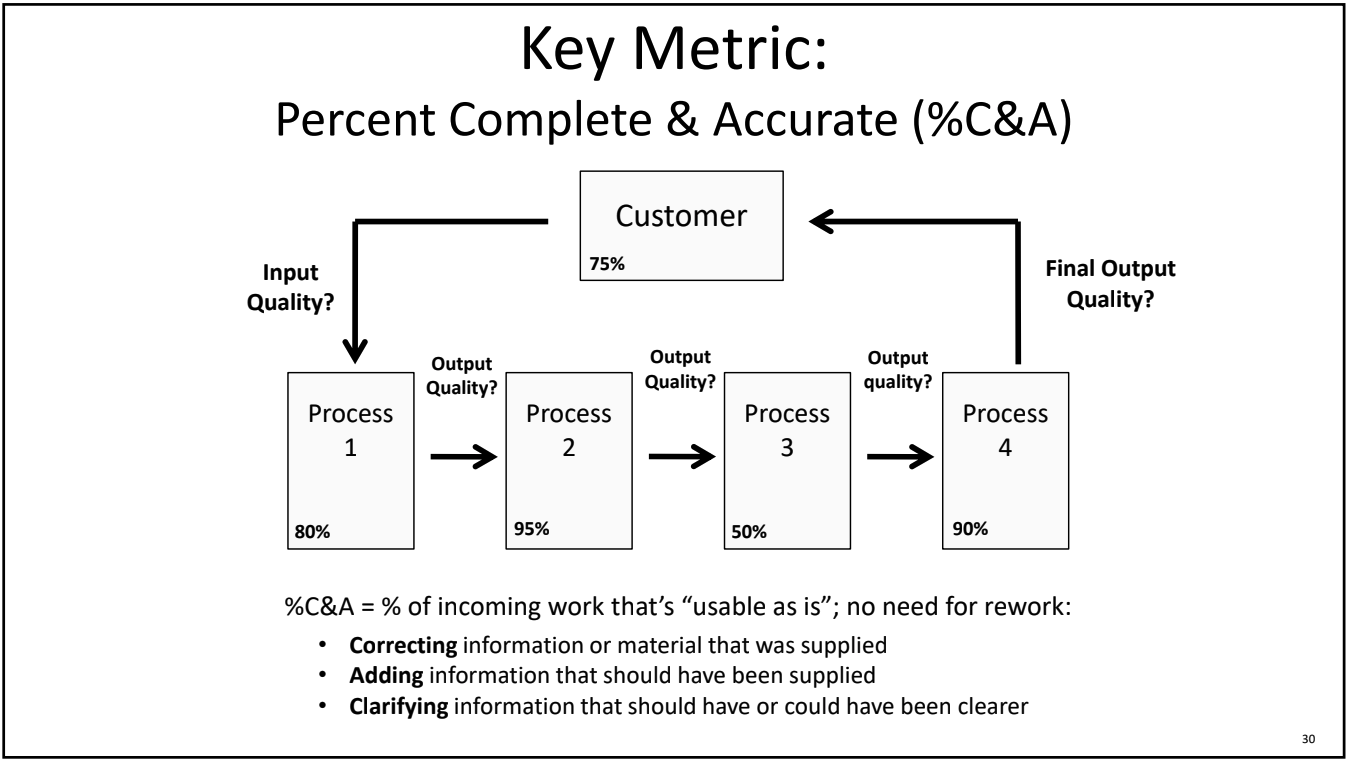 Key Metric:
Percent Complete & Accurate (%C&A)
Customer
75%
Input
Quality?
Final Output
Quality?
Output
Quality?
Output
Quality?
Output
quality?
Process
1
80%
Process
2
95%
Process
3
50%
Process
4
90%
%C&A = % of incoming work that’s “usable as is”; no need for rework:
• Correcting information or material that was supplied
• Adding information that should have been supplied
• Clarifying information that should have or could have been clearer
30